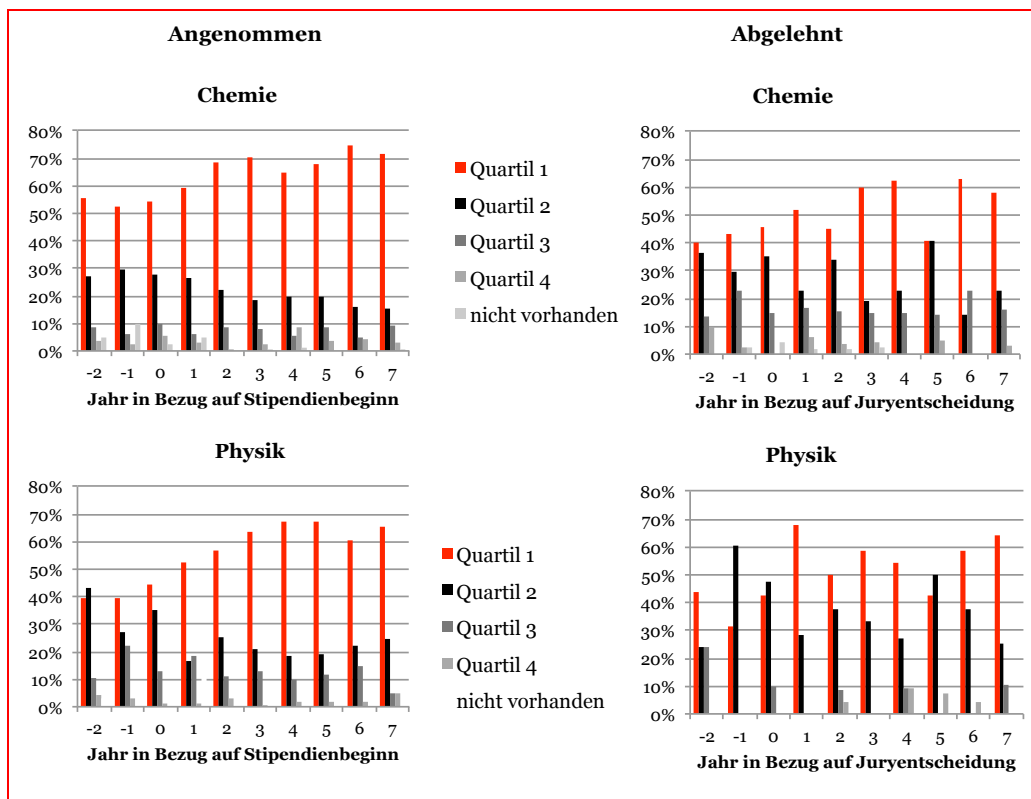 Angenommen
Abgelehnt
Chemie
80%
70%
60%
50%
40%
30%
20%
10%
0%
-2 -1 0 1 2 3 4 5 6 7
Jahr in Bezug auf Stipendienbeginn
Quartil 1
Quartil 2
Quartil 3
Quartil 4
nicht vorhanden
Chemie
80%
70%
60%
50%
40%
30%
20%
10%
0%
-2 -1 0 1 2 3 4 5 6 7
Jahr in Bezug auf Juryentscheidung
Physik
80%
70%
60%
50%
40%
30%
20%
10%
0%
-2 -1 0 1 2 3 4 5 6 7
Jahr in Bezug auf Stipendienbeginn
Quartil 1
Quartil 2
Quartil 3
Quartil 4
nicht vorhanden
Physik
80%
70%
60%
50%
40%
30%
20%
10%
0%
-2 -1 0 1 2 3 4 5 6 7
Jahr in Bezug auf Juryentscheidung